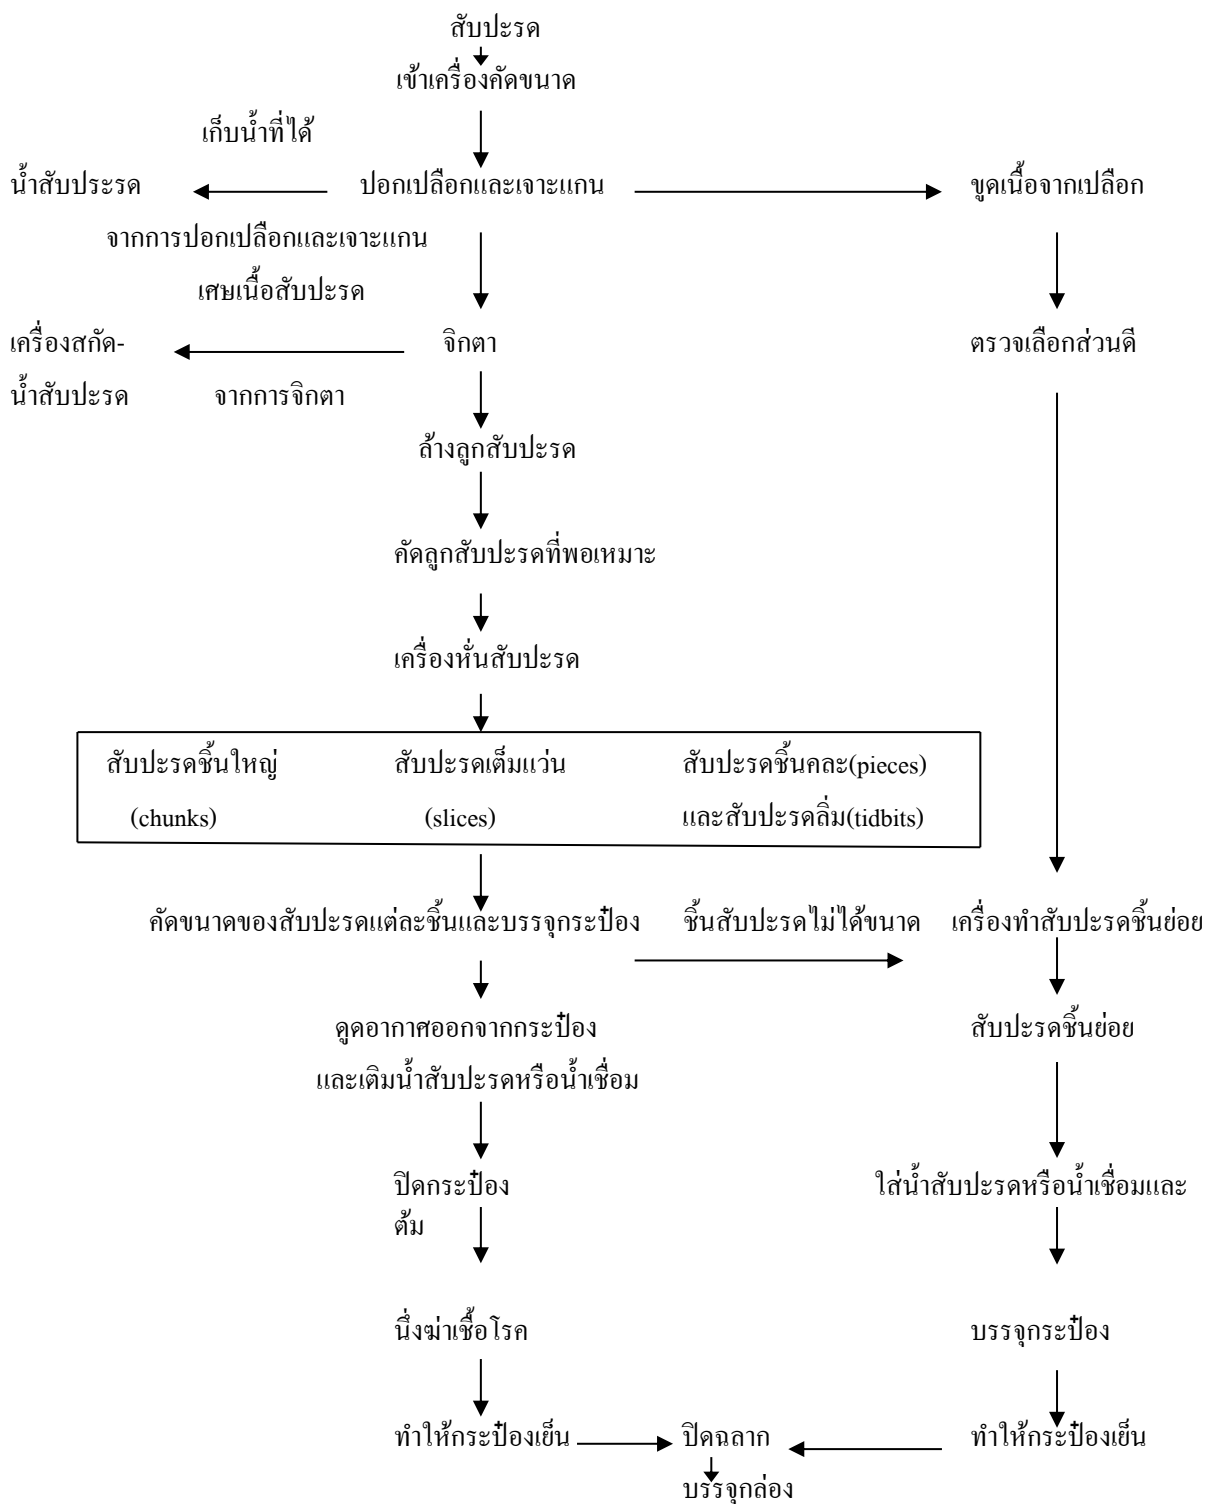 สับปะรด
เข้าเครื่องคัดขนาด
เก็บน้ำที่ได้
น้ำสับประรด ปอกเปลือกและเจาะแกน ขูดเนื้อจากเปลือก
จากการปอกเปลือกและเจาะแกน
เศษเนื้อสับปะรด
เครื่องสกัด- จิกตา ตรวจเลือกส่วนดี
น้ำสับปะรด จากการจิกตา
ล้างลูกสับปะรด
คัดลูกสับปะรดที่พอเหมาะ
เครื่องหั่นสับปะรด
สับปะรดชิ้นใหญ่ สับปะรดเต็มแว่น สับปะรดชิ้นคละ(pieces)
(chunks) (slices) และสับปะรดลิ่ม(tidbits)
คัดขนาดของสับปะรดแต่ละชิ้นและบรรจุกระป๋อง ชิ้นสับปะรดไม่ได้ขนาด เครื่องทำสับปะรดชิ้นย่อย
ดูดอากาศออกจากกระป๋อง สับปะรดชิ้นย่อย
และเติมน้ำสับปะรดหรือน้ำเชื่อม
ปิดกระป๋อง ใส่น้ำสับปะรดหรือน้ำเชื่อมและ
ต้ม
นึ่งฆ่าเชื้อโรค บรรจุกระป๋อง
ทำให้กระป๋องเย็น ปิดฉลาก ทำให้กระป๋องเย็น
บรรจุกล่อง